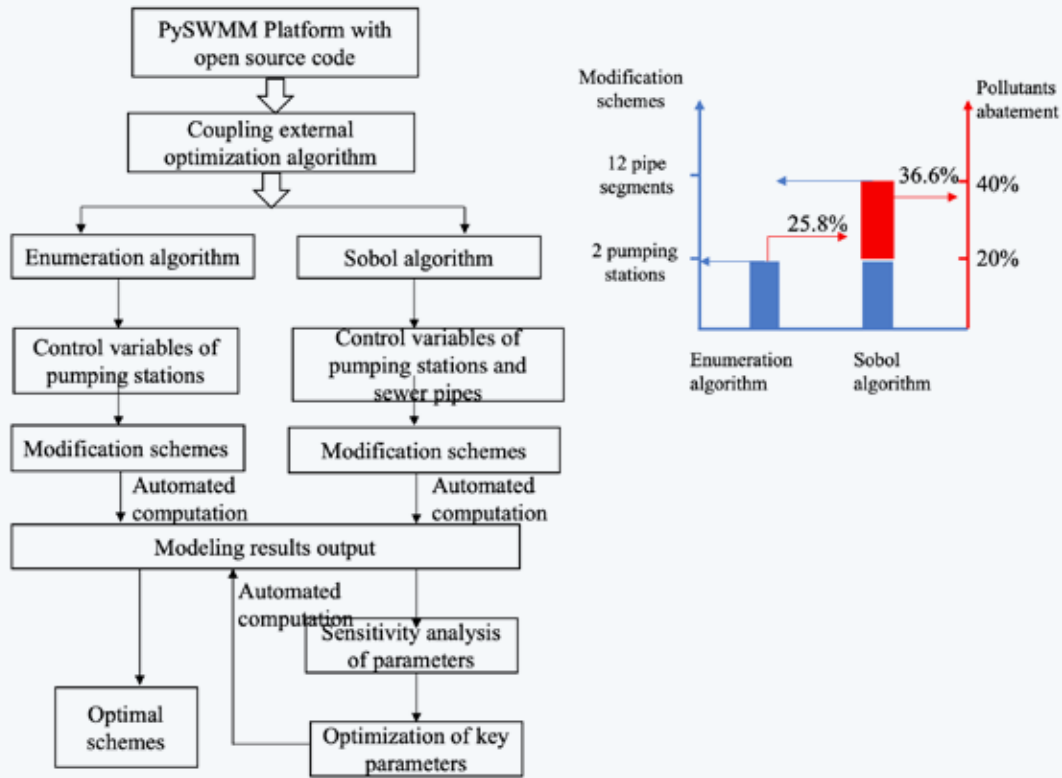 PySWMM Platform with
open source code
Coupling external
optimization algorithm
Enumeration algorithm
Sobol algorithm
Control variables of
pumping stations
Control variables of
pumping stations and
sewer pipes
Modification schemes
Modification schemes
Automated
computation
Automated
computation
Modeling results output
Automated
computation
Sensitivity analysis
of parameters
Optimal
schemes
Optimization of key
parameters
Modification
schemes
Pollutants
abatement
12 pipe
segments
36.6%
40%
25.8%
2 pumping
stations
20%
Enumeration
algorithm
Sobol
algorithm